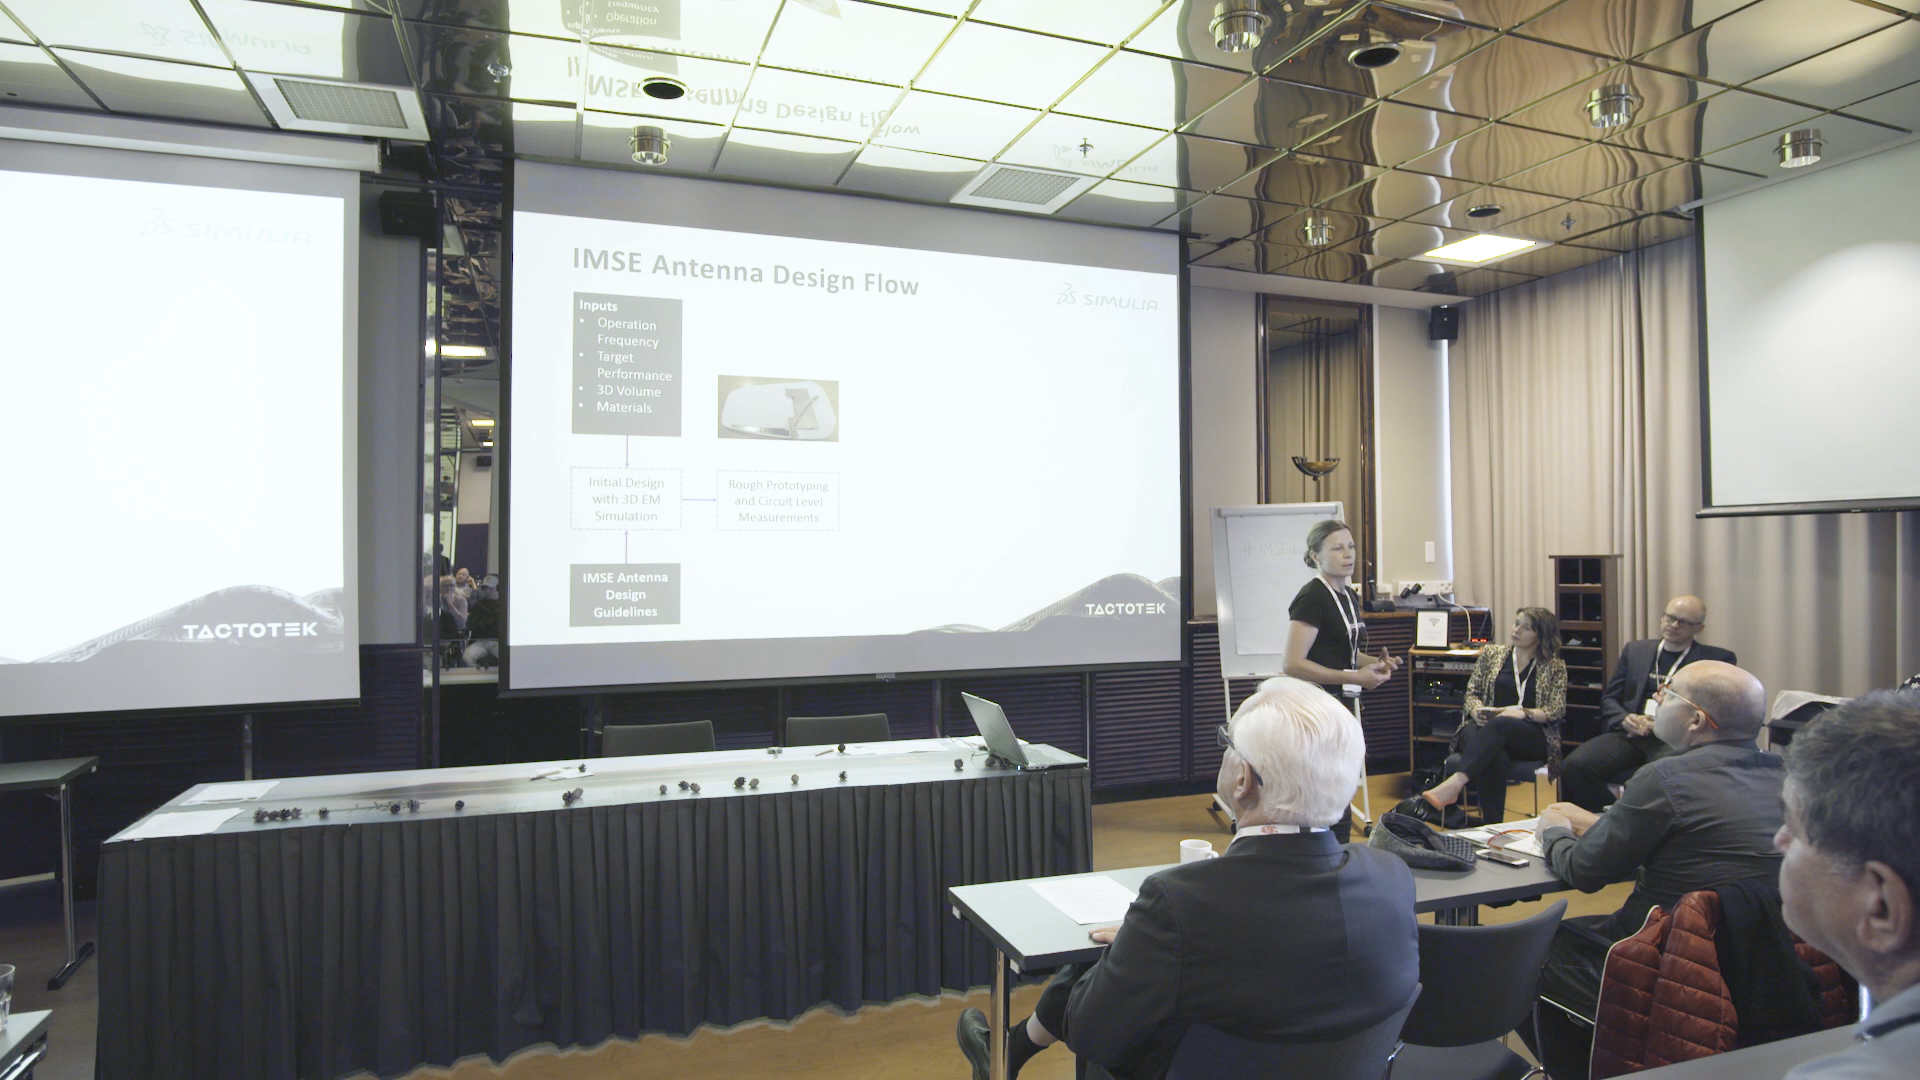 SIMULIA
TACTOTEK
IMSE Antenna Design Flow
SIMULIA
Inputs
• Operation
Frequency
• Target
Performance
• 3D Volume
• Materials
Initial Design
with 3D EM
Simulation
Rough Prototyping
and Circuit Level
Measurements
IMSE Antenna
Design
Guidelines
TACTOTEK